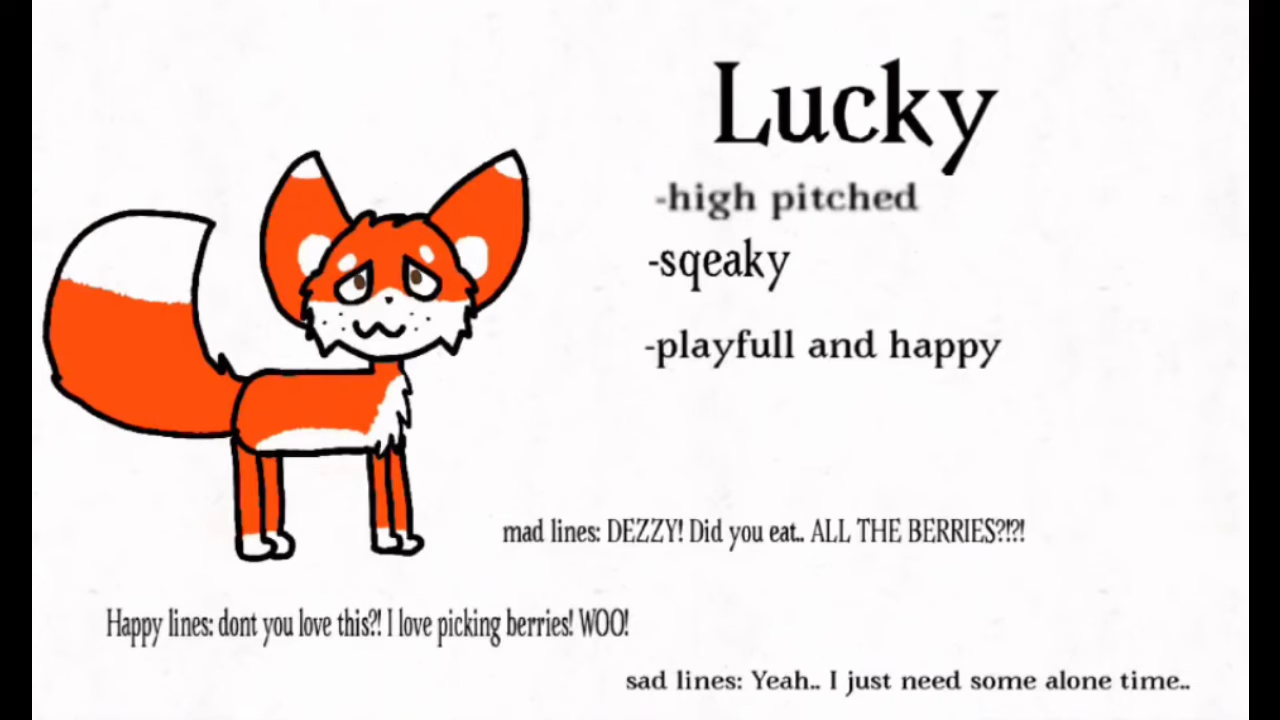 Lucky
-high pitched
-sqeaky
-playfull and happy
mad lines: DEZZY! Did you eat.. ALL THE BERRIES?!?!
Happy lines: dont you love this?! I love picking berries! WOO!
sad lines: Yeah.. I just need some alone time..